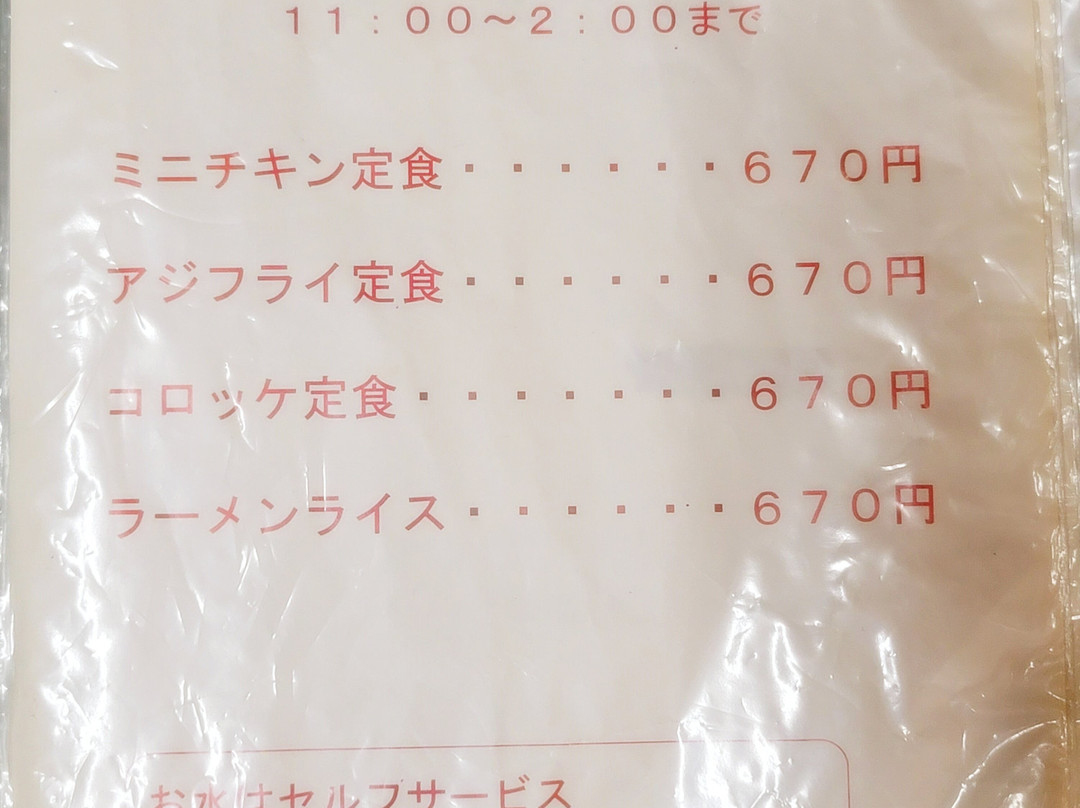 11：00～2：00まで
ミニチキン定食・・・・・・670円
アジフライ定食・・・・・・670円
コロッケ定食・・・・・・・670円
ラーメンライス・・・・・・670円
お水はセルフサービス